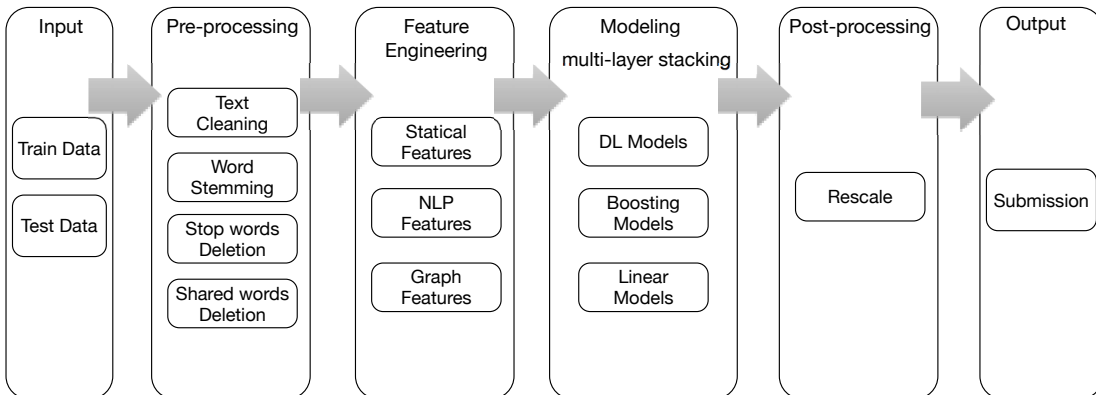 Input
Train Data
Test Data
Pre-processing
Text
Cleaning
Word
Stemming
Stop words
Deletion
Shared words
Deletion
Feature
Engineering
Statical
Features
NLP
Features
Graph
Features
Modeling
multi-layer stacking
DL Models
Boosting
Models
Linear
Models
Post-processing
Rescale
Output
Submission